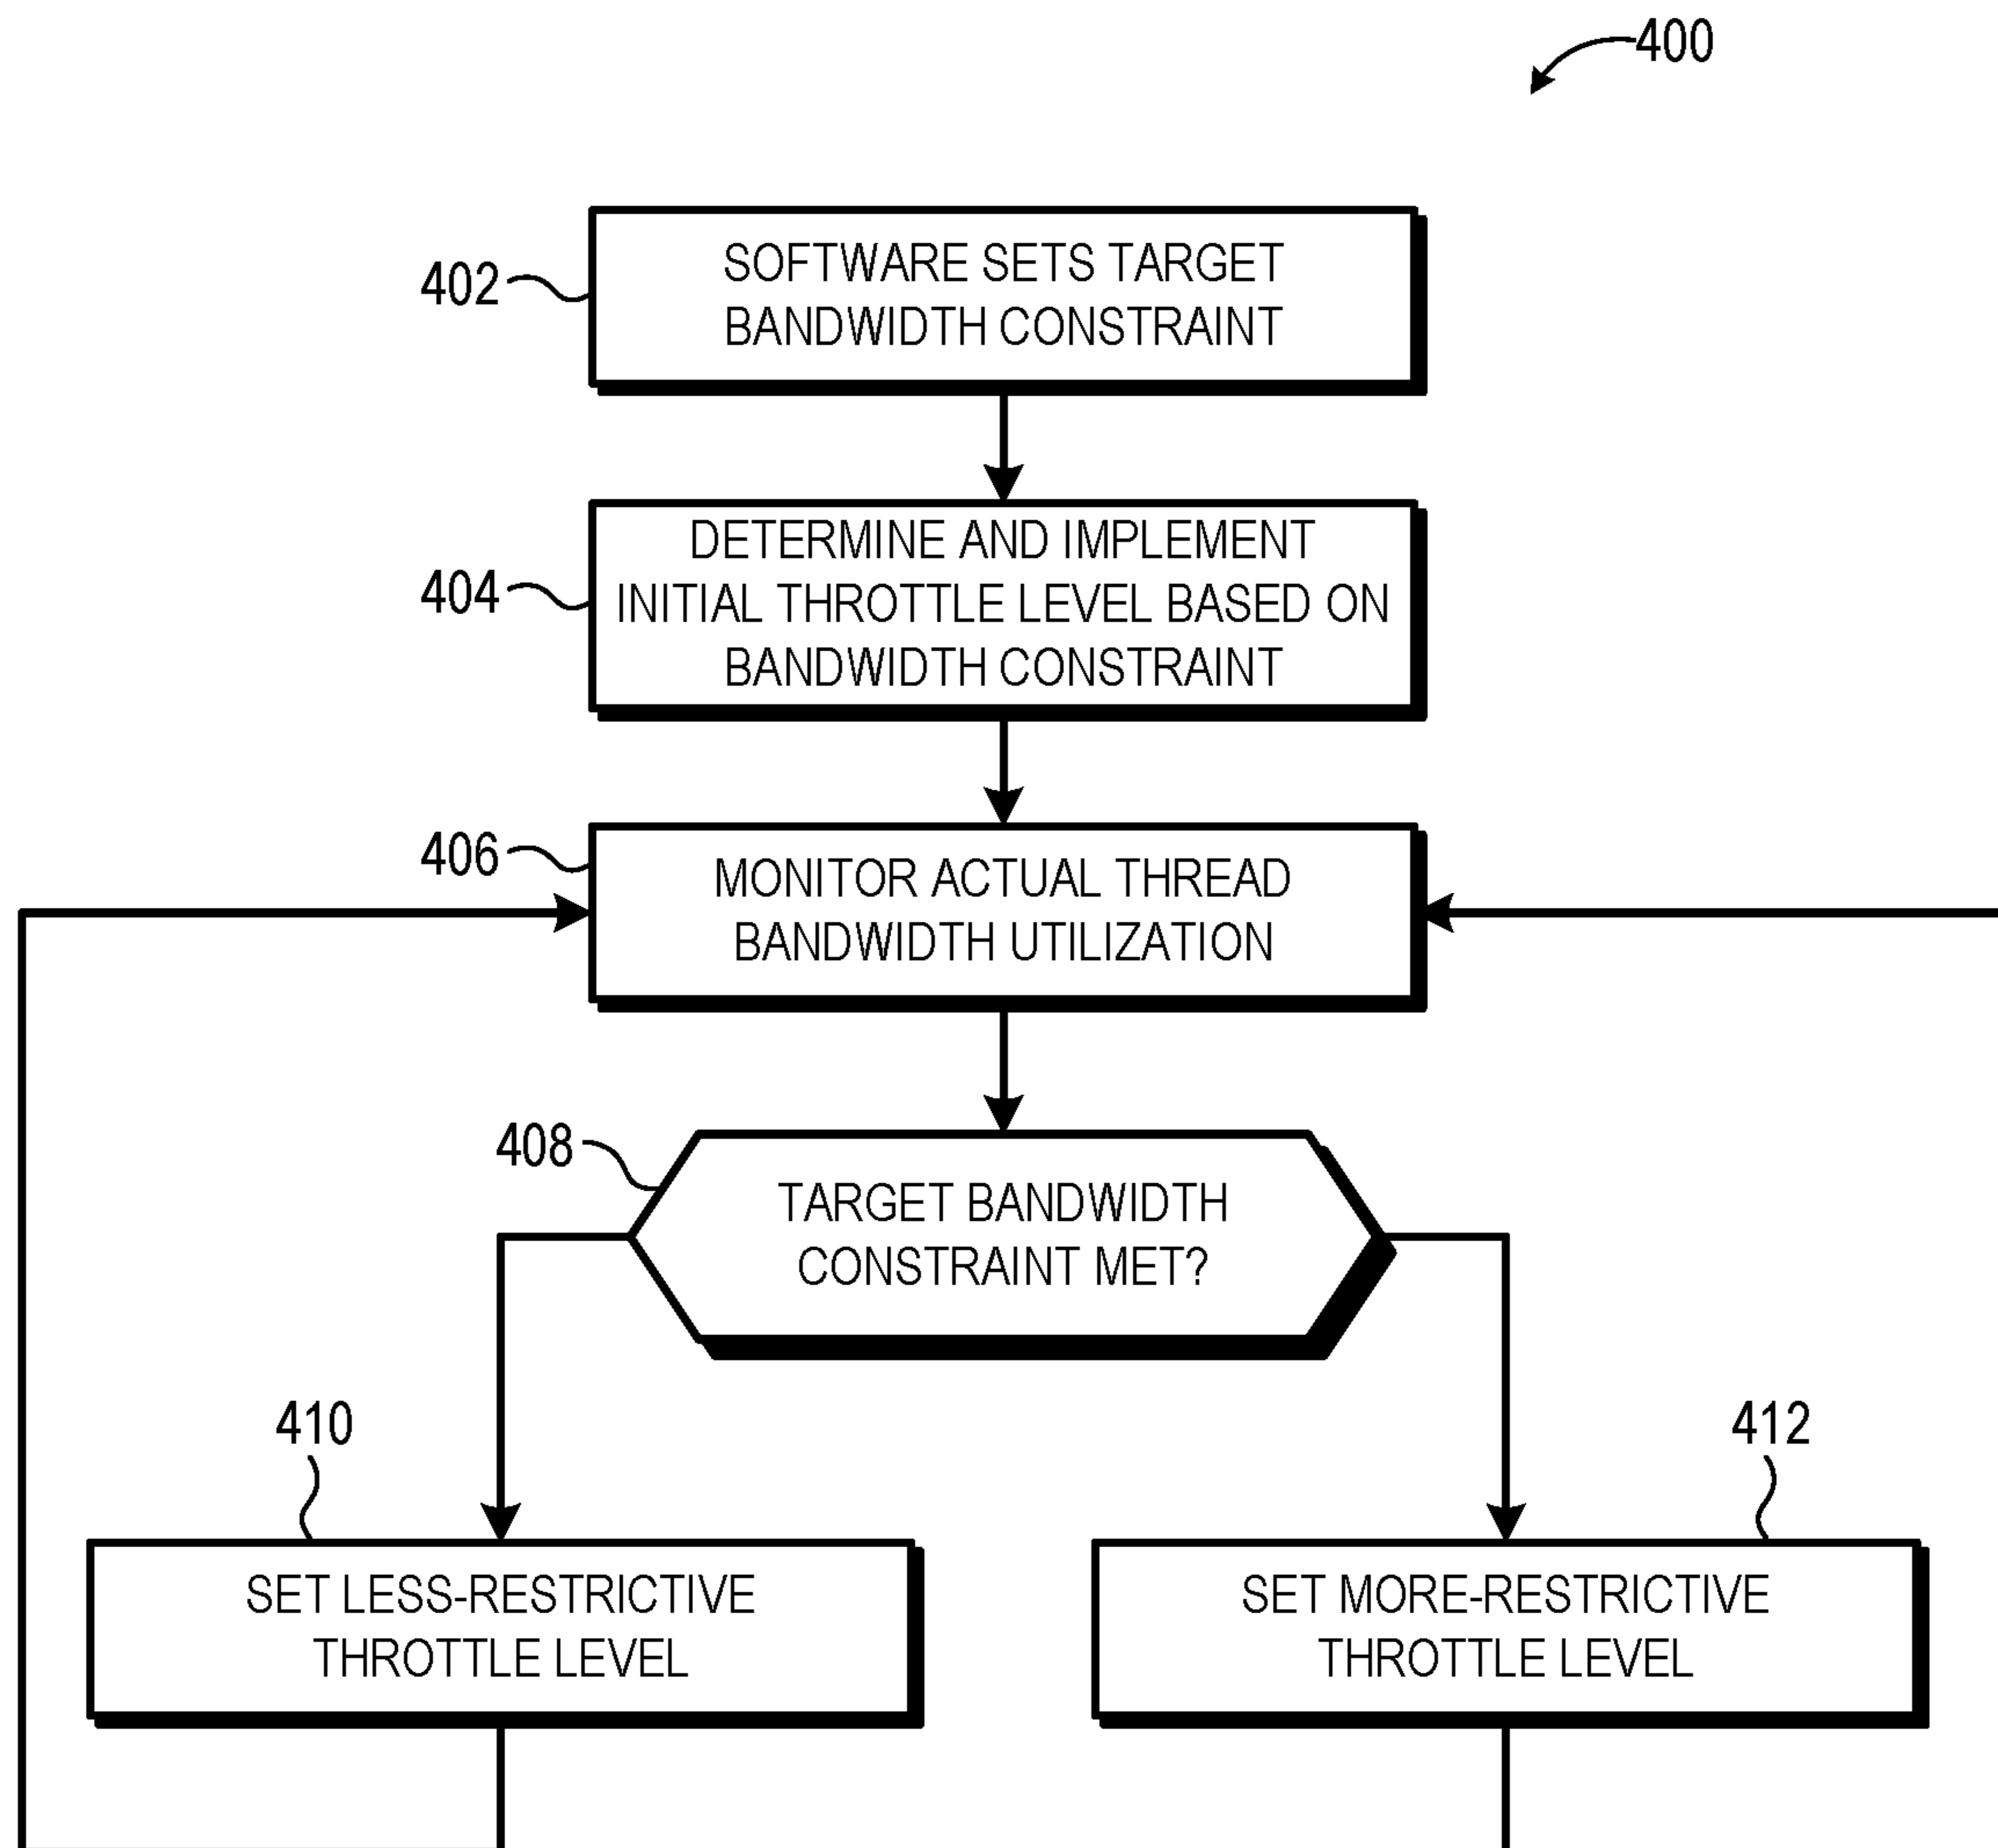 400
402
SOFTWARE SETS TARGET
BANDWIDTH CONSTRAINT
404
DETERMINE AND IMPLEMENT
INITIAL THROTTLE LEVEL BASED ON
BANDWIDTH CONSTRAINT
406
MONITOR ACTUAL THREAD
BANDWIDTH UTILIZATION
408
TARGET BANDWIDTH
CONSTRAINT MET?
410
SET LESS-RESTRICTIVE
THROTTLE LEVEL
412
SET MORE-RESTRICTIVE
THROTTLE LEVEL